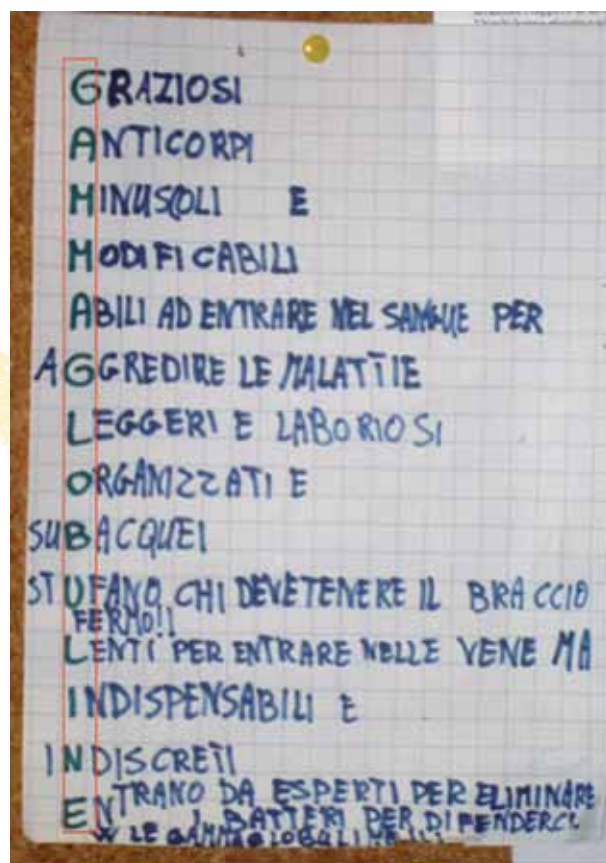 GRAZIOSI
ANTICORPI
MINUSCOLI E
MODIFICABILI
ABILI AD ENTRARE NEL SANGUE PER
AGGREDIRE LE MALATTIE
LEGGERI E LABORIOSI
ORGANIZZATI E
SUBACQUEI
STUFANO CHI DEVE TENERE IL BRACCIO
FERMO!!
LENTI PER ENTRARE NELLE VENE MA
INDISPENSABILI E
INDISCRETI
ENTRANO DA ESPERTI PER ELIMINARE
I BATTERI PER DIFENDERCI
W LE GAMMAGLOBULINE!!!